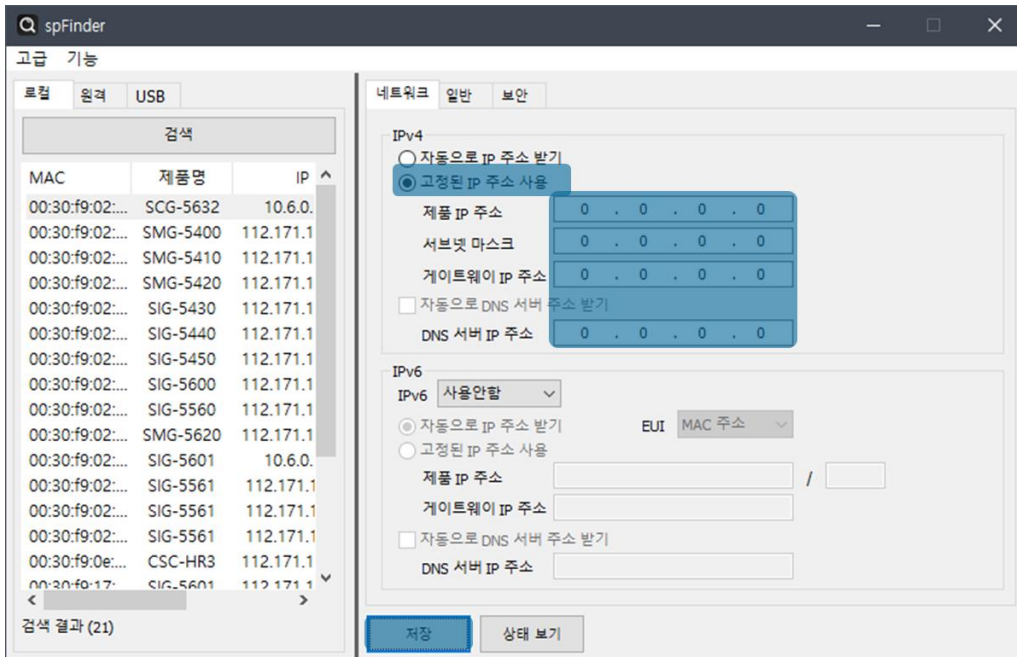 spFinder
고급 기능
로컬 원격 USB
검색
MAC 제품명 IP
00:30:f9:02:... SCG-5632 10.6.0.
00:30:f9:02:... SMG-5400 112.171.1
00:30:f9:02:... SMG-5410 112.171.1
00:30:f9:02:... SMG-5420 112.171.1
00:30:f9:02:... SIG-5430 112.171.1
00:30:f9:02:... SIG-5440 112.171.1
00:30:f9:02:... SIG-5450 112.171.1
00:30:f9:02:... SIG-5600 112.171.1
00:30:f9:02:... SIG-5560 112.171.1
00:30:f9:02:... SMG-5620 112.171.1
00:30:f9:02:... SIG-5601 10.6.0.
00:30:f9:02:... SIG-5561 112.171.1
00:30:f9:02:... SIG-5561 112.171.1
00:30:f9:02:... SIG-5561 112.171.1
00:30:f9:0e:... CSC-HR3 112.171.1
00:30:f9:17: SIG-5601 112.171.1
검색 결과 (21)
네트워크 일반 보안
IPv4
자동으로 IP 주소 받기
고정된 IP 주소 사용
제품 IP 주소 0 . 0 . 0 . 0
서브넷 마스크 0 . 0 . 0 . 0
게이트웨이 IP 주소 0 . 0 . 0 . 0
자동으로 DNS 서버 주소 받기
DNS 서버 IP 주소 0 . 0 . 0 . 0
IPv6
IPv6 사용안함
자동으로 IP 주소 받기 EUI MAC 주소
고정된 IP 주소 사용
제품 IP 주소 /
게이트웨이 IP 주소
자동으로 DNS 서버 주소 받기
DNS 서버 IP 주소
저장 상태 보기